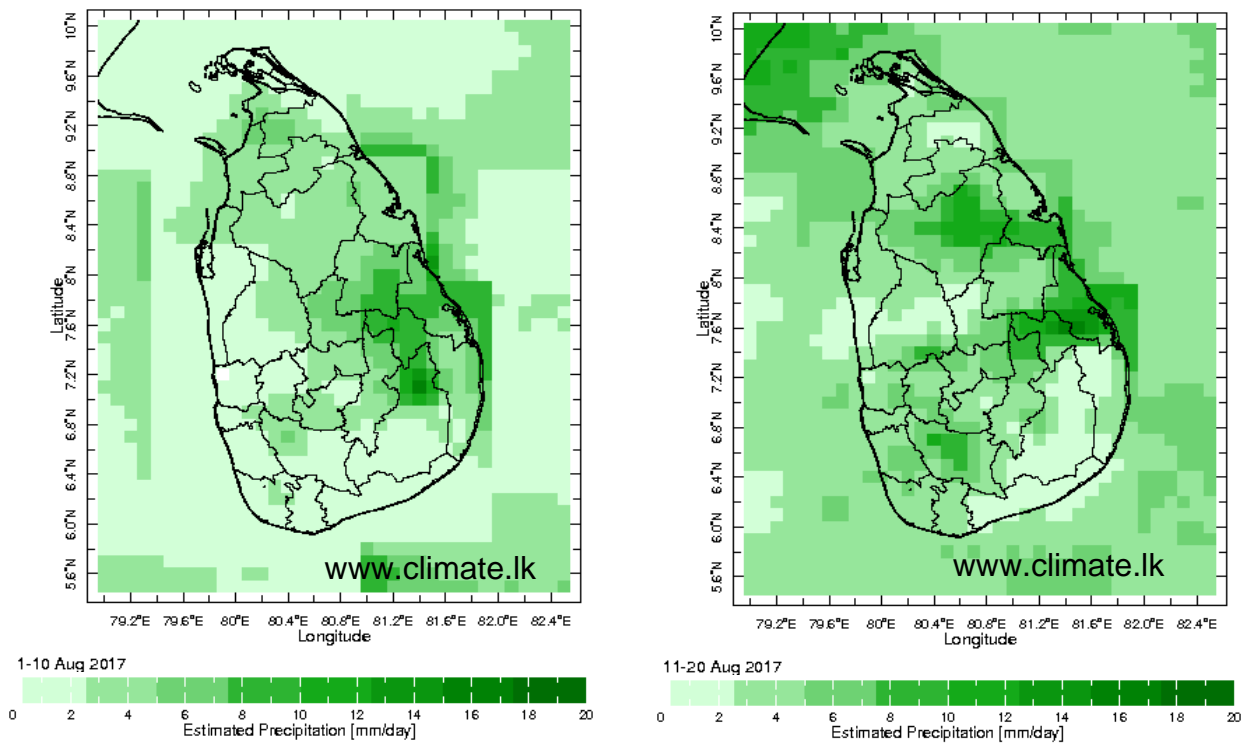 10°N
9.6°N
9.2°N
8.8°N
8.4°N
8°N
7.6°N
7.2°N
6.8°N
6.4°N
6.0°N
5.6°N
Latitude
www.climate.lk
79.2°E 79.6°E 80°E 80.4°E 80.8°E 81.2°E 81.6°E 82.0°E 82.4°E
Longitude
1-10 Aug 2017
0 2 4 6 8 10 12 14 16 18 20
Estimated Precipitation [mm/day]
10°N
9.6°N
9.2°N
8.8°N
8.4°N
8°N
7.6°N
7.2°N
6.8°N
6.4°N
6.0°N
5.6°N
Latitude
www.climate.lk
79.2°E 79.6°E 80°E 80.4°E 80.8°E 81.2°E 81.6°E 82.0°E 82.4°E
Longitude
11-20 Aug 2017
0 2 4 6 8 10 12 14 16 18 20
Estimated Precipitation [mm/day]